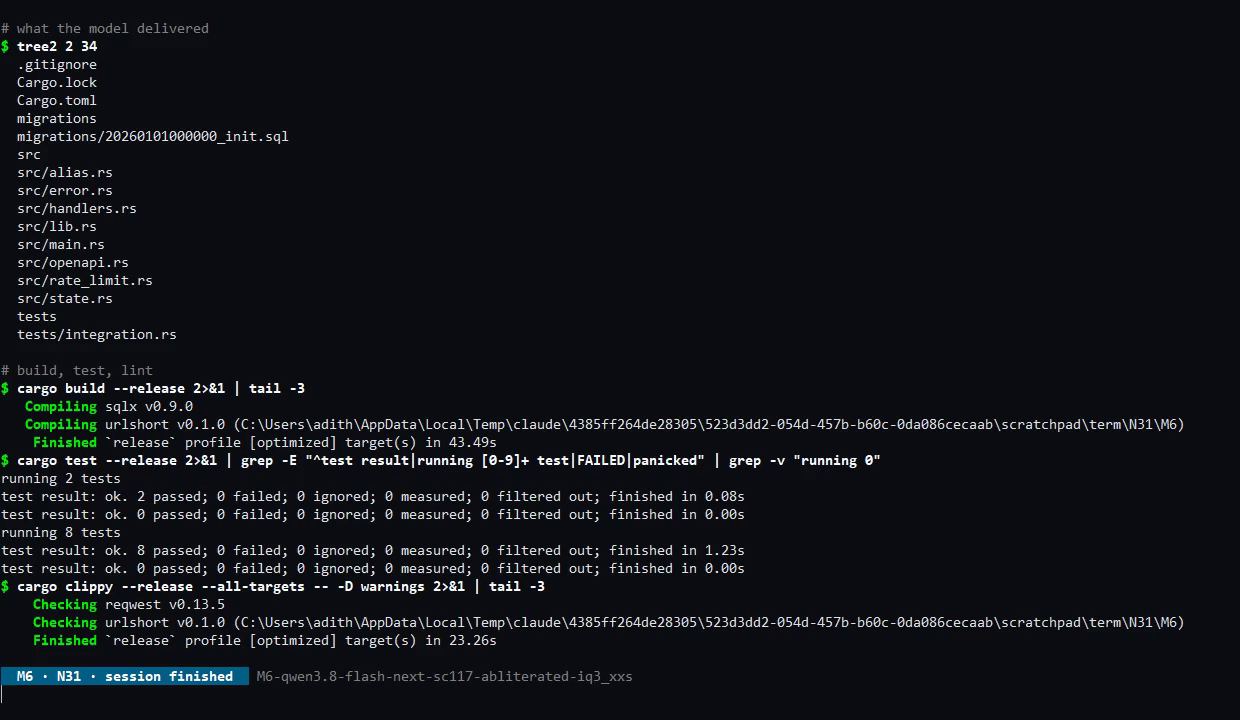 # what the model delivered
$ tree2 2 34
.gitignore
Cargo.lock
Cargo.toml
migrations
migrations/20260101000000_init.sql
src
src/alias.rs
src/error.rs
src/handlers.rs
src/lib.rs
src/main.rs
src/openapi.rs
src/rate_limit.rs
src/state.rs
tests
tests/integration.rs
# build, test, lint
$ cargo build --release 2>&1 | tail -3
Compiling sqlx v0.9.0
Compiling urlshort v0.1.0 (C:\Users\adith\AppData\Local\Temp\claude\4385ff264de28305\523d3dd2-054d-457b-b60c-0da086cecaab\scratchpad\term\N31\M6)
Finished `release` profile [optimized] target(s) in 43.49s
$ cargo test --release 2>&1 | grep -E "^test result|running [0-9]+ test|FAILED|panicked" | grep -v "running 0"
running 2 tests
test result: ok. 2 passed; 0 failed; 0 ignored; 0 measured; 0 filtered out; finished in 0.08s
test result: ok. 0 passed; 0 failed; 0 ignored; 0 measured; 0 filtered out; finished in 0.00s
running 8 tests
test result: ok. 8 passed; 0 failed; 0 ignored; 0 measured; 0 filtered out; finished in 1.23s
test result: ok. 0 passed; 0 failed; 0 ignored; 0 measured; 0 filtered out; finished in 0.00s
$ cargo clippy --release --all-targets -- -D warnings 2>&1 | tail -3
Checking reqwest v0.13.5
Checking urlshort v0.1.0 (C:\Users\adith\AppData\Local\Temp\claude\4385ff264de28305\523d3dd2-054d-457b-b60c-0da086cecaab\scratchpad\term\N31\M6)
Finished `release` profile [optimized] target(s) in 23.26s
M6 · N31 · session finished M6-qwen3.8-flash-next-sc117-abliterated-iq3_xxs